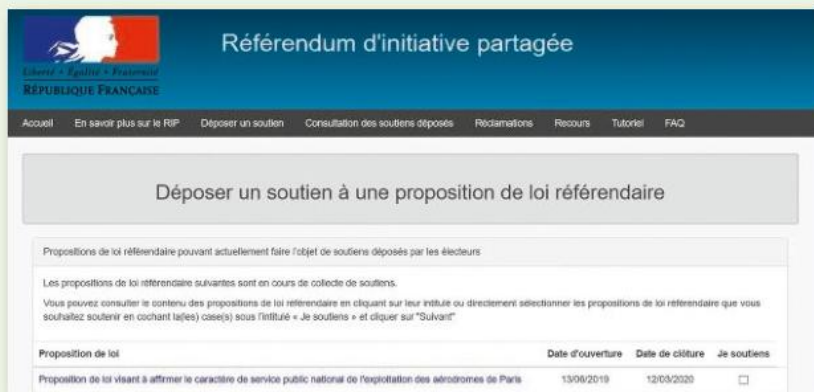 Référendum d'initiative partagée
Liberté • Égalité • Fraternité
RÉPUBLIQUE FRANÇAISE
Accueil En savoir plus sur le RIP Déposer un soutien Consultation des soutiens déposés Réclamations Recours Tutoriel FAQ
Déposer un soutien à une proposition de loi référendaire
Propositions de loi référendaire pouvant actuellement faire l'objet de soutiens déposés par les électeurs
Les propositions de loi référendaire suivantes sont en cours de collecte de soutiens.
Vous pouvez consulter le contenu des propositions de loi référendaire en cliquant sur leur intitulé ou directement sélectionner les propositions de loi référendaire que vous
souhaitez soutenir en cochant la(les) case(s) sous l'intitulé « Je soutiens » et cliquer sur "Suivant"
Proposition de loi Date d'ouverture Date de clôture Je soutiens
Proposition de loi visant à affirmer le caractère de service public national de l'exploitation des aérodromes de Paris 13/06/2019 12/03/2020